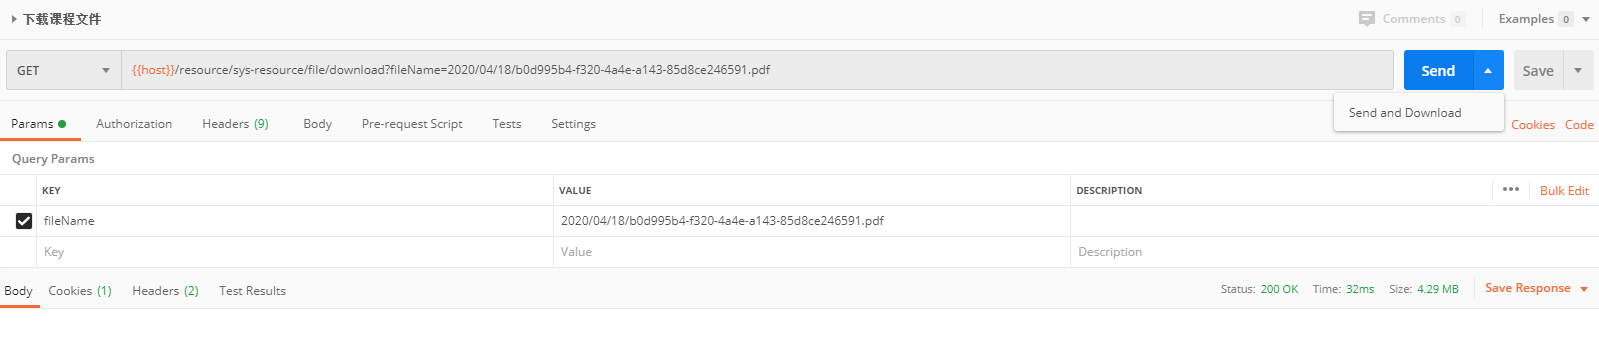 下载课程文件 Comments 0 Examples 0
GET {{host}}/resource/sys-resource/file/download?fileName=2020/04/18/b0d995b4-f320-4a4e-a143-85d8ce246591.pdf Send Save
Send and Download
Params Authorization Headers (9) Body Pre-request Script Tests Settings Cookies Code
Query Params
KEY VALUE DESCRIPTION ••• Bulk Edit
fileName 2020/04/18/b0d995b4-f320-4a4e-a143-85d8ce246591.pdf
Key Value Description
Body Cookies (1) Headers (2) Test Results Status: 200 OK Time: 32ms Size: 4.29 MB Save Response